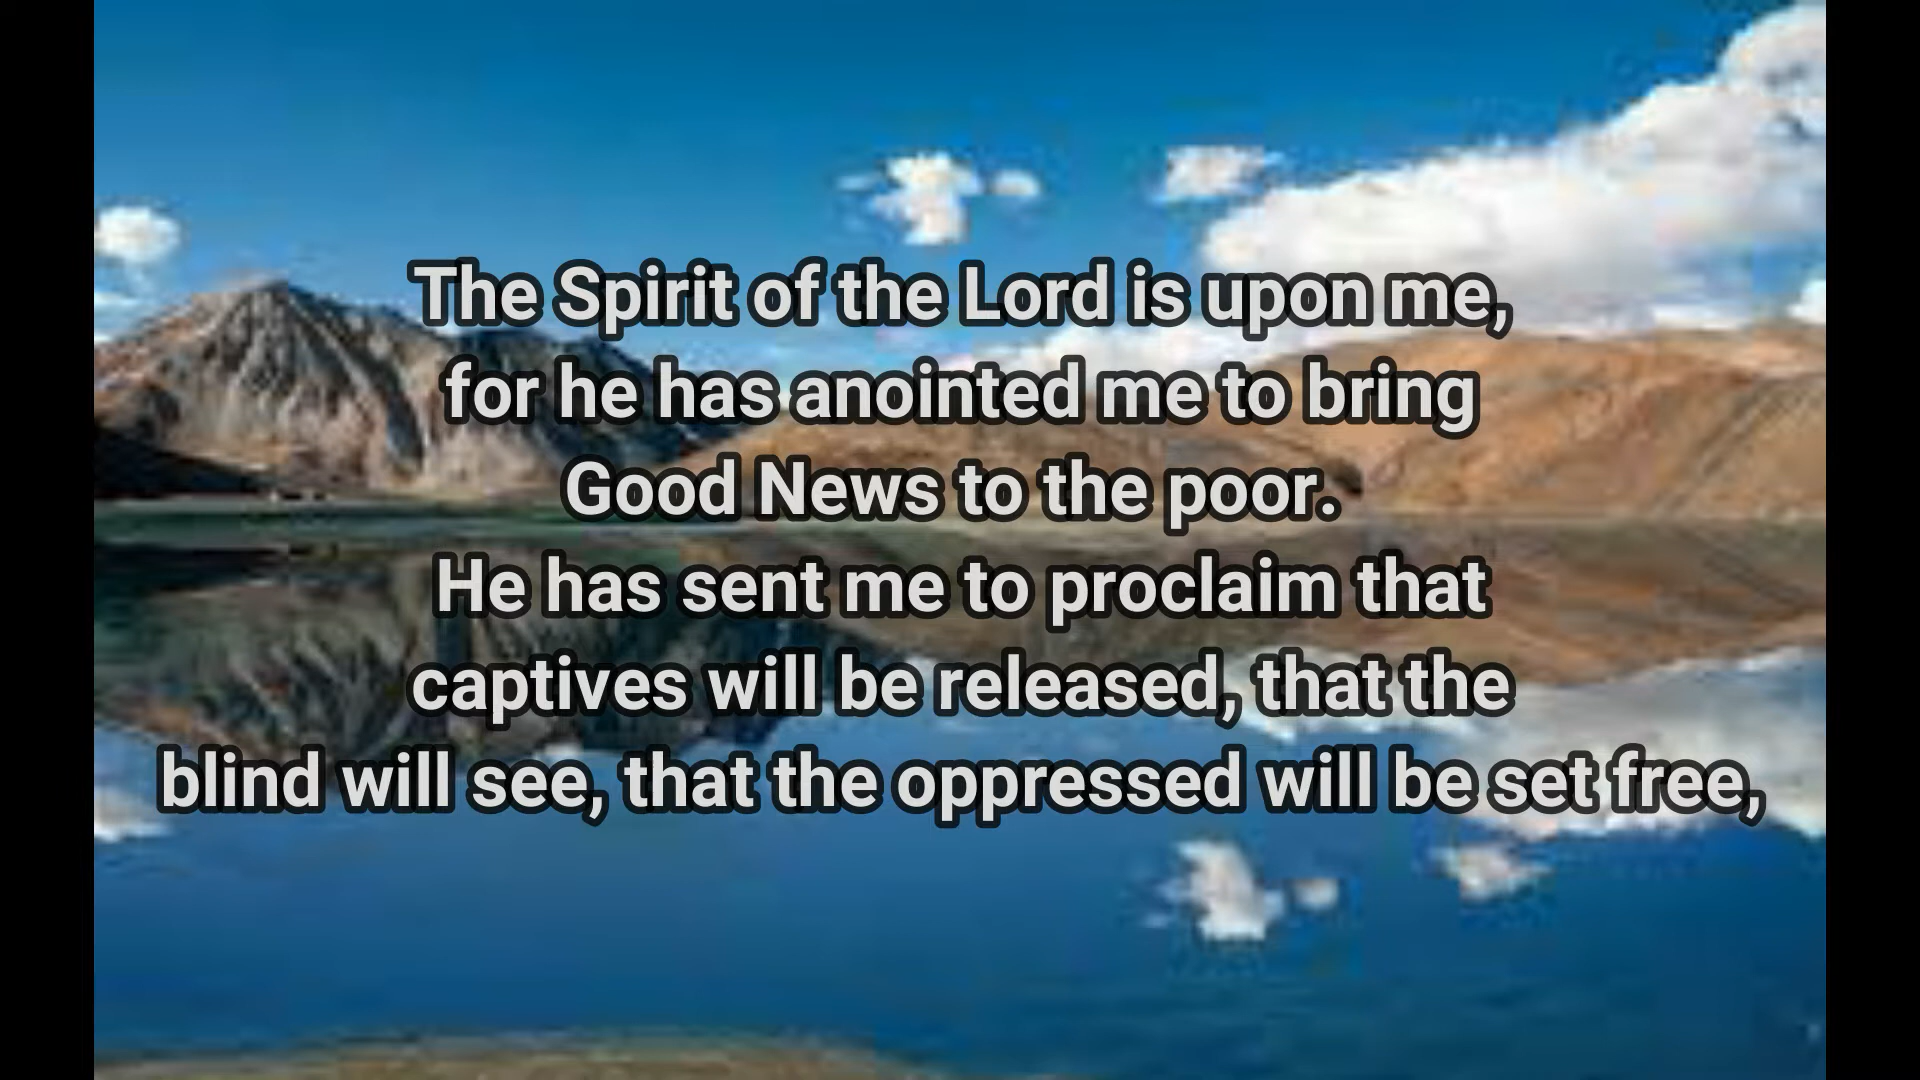 The Spirit of the Lord is upon me,
for he has anointed me to bring
Good News to the poor.
He has sent me to proclaim that
captives will be released, that the
blind will see, that the oppressed will be set free,